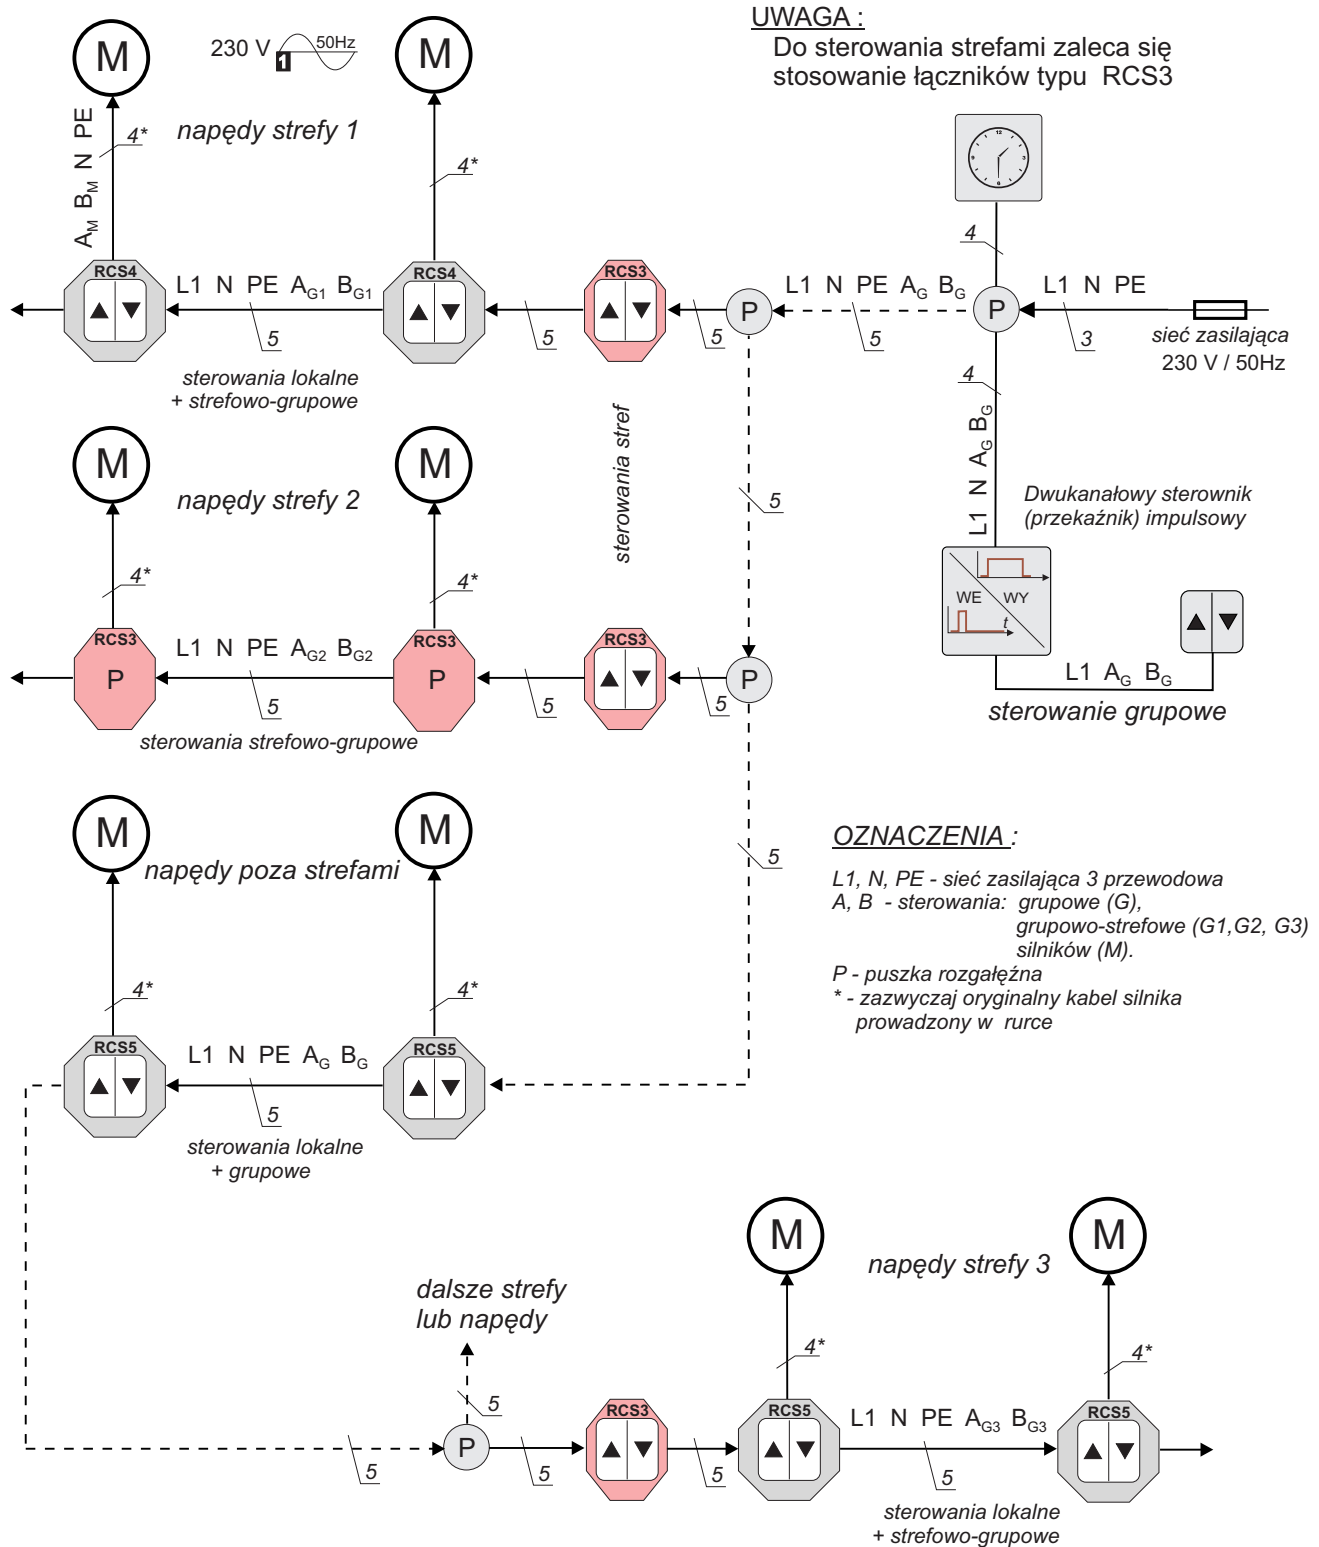 UWAGA :
Do sterowania strefami zaleca się
stosowanie łączników typu RCS3
M
230 V 1 50Hz
M
napędy strefy 1
A_M B_M N PE
4*
4*
4
RCS4
L1 N PE A_G1 B_G1
5
RCS4
5
RCS3
5
P
L1 N PE A_G B_G
5
P
L1 N PE
3
sieć zasilająca
230 V / 50Hz
sterowania lokalne
+ strefowo-grupowe
sterowania stref
4
L1 N A_G B_G
M
napędy strefy 2
M
5
Dwukanałowy sterownik
(przekaźnik) impulsowy
4*
4*
WE WY
t
RCS3
P
L1 N PE A_G2 B_G2
5
RCS3
P
5
RCS3
5
P
L1 A_G B_G
sterowanie grupowe
sterowania strefowo-grupowe
M
napędy poza strefami
M
5
OZNACZENIA :
L1, N, PE - sieć zasilająca 3 przewodowa
A, B - sterowania: grupowe (G),
grupowo-strefowe (G1,G2, G3)
silników (M).
P - puszka rozgałęźna
* - zazwyczaj oryginalny kabel silnika
prowadzony w rurce
4*
4*
RCS5
L1 N PE A_G B_G
5
RCS5
sterowania lokalne
+ grupowe
M
napędy strefy 3
M
dalsze strefy
lub napędy
4*
4*
5
5
P
5
RCS3
5
RCS5
L1 N PE A_G3 B_G3
5
RCS5
sterowania lokalne
+ strefowo-grupowe